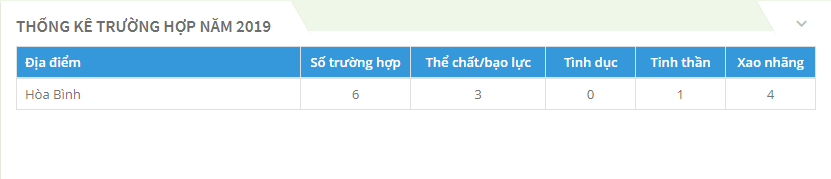 THỐNG KÊ TRƯỜNG HỢP NĂM 2019
Địa điểm Số trường hợp Thể chất/bạo lực Tình dục Tinh thần Xao nhãng
Hòa Bình 6 3 0 1 4